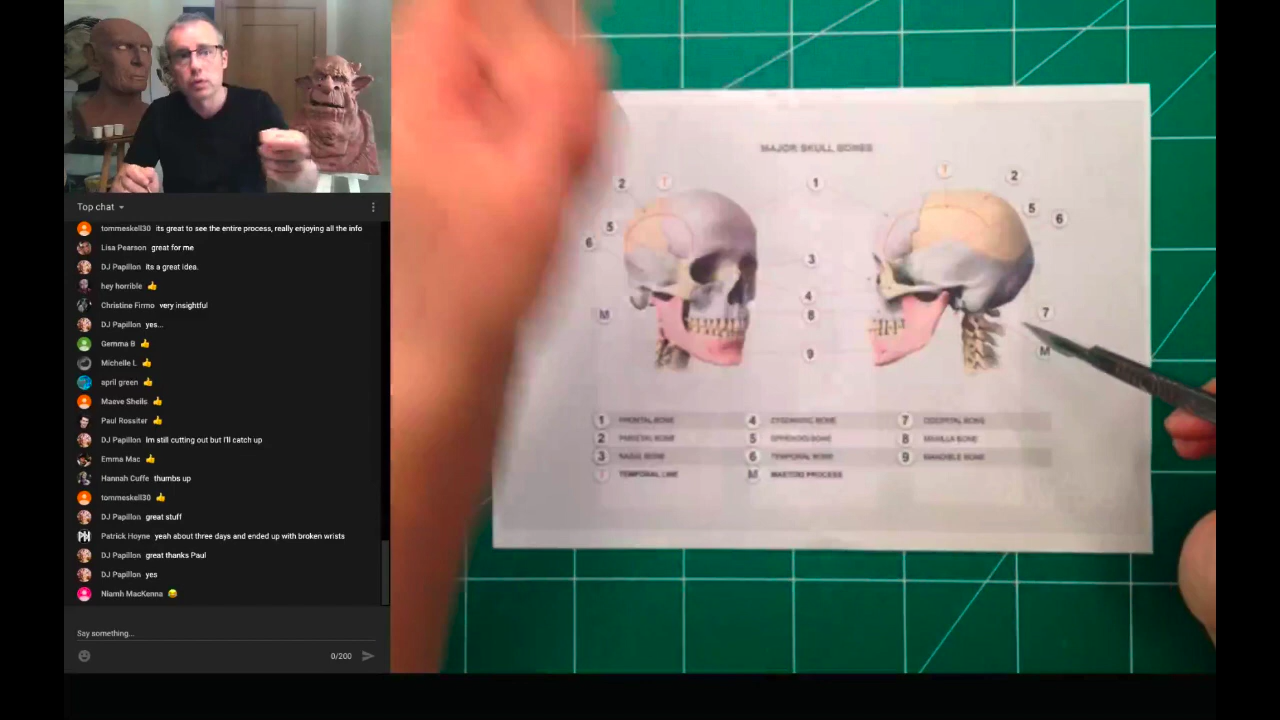 Top chat
tommeskell30 its great to see the entire process, really enjoying all the info
Lisa Pearson great for me
DJ Papillon its a great idea.
hey horrible 👍
Christine Firmo very insightful
DJ Papillon yes...
Gemma B 👍
Michelle L 👍
april green 👍
Maeve Sheils 👍
Paul Rossiter 👍
DJ Papillon Im still cutting out but I'll catch up
Emma Mac 👍
Hannah Cuffe thumbs up
tommeskell30 👍
DJ Papillon great stuff
PH Patrick Hoyne yeah about three days and ended up with broken wrists
DJ Papillon great thanks Paul
DJ Papillon yes
Niamh MacKenna 😂
Say something...
0/200
MAJOR SKULL BONES
2 T 1 T 2
5 5
6 6
3
4
M 8 7
9 M
1 FRONTAL BONE 4 ZYGOMATIC BONE 7 OCCIPITAL BONE
2 PARIETAL BONE 5 SPHENOID BONE 8 MAXILLA BONE
3 NASAL BONE 6 TEMPORAL BONE 9 MANDIBLE BONE
T TEMPORAL LINE M MASTOID PROCESS